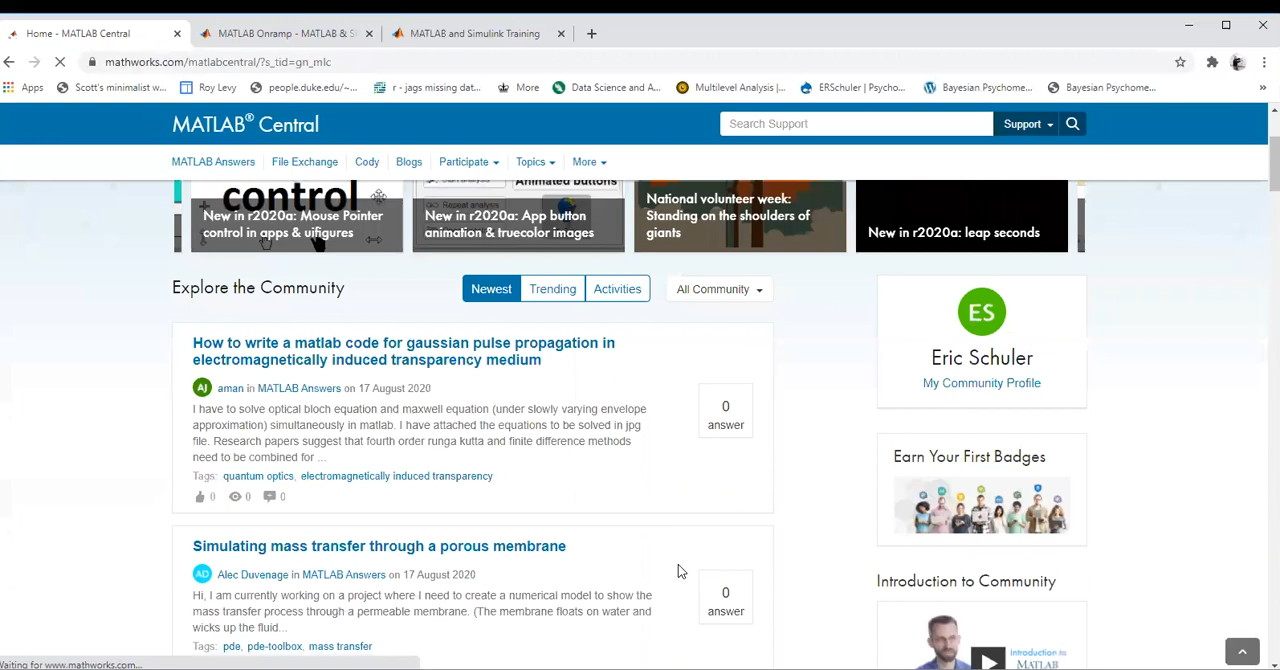 Home - MATLAB Central
MATLAB Onramp - MATLAB & S
MATLAB and Simulink Training
mathworks.com/matlabcentral/?s_tid=gn_mlc
Apps
Scott's minimalist w...
Roy Levy
people.duke.edu/~...
r - jags missing dat...
More
Data Science and A...
Multilevel Analysis |...
ERSchuler | Psycho...
Bayesian Psychome...
Bayesian Psychome...
»
MATLAB® Central
Search Support
Support
MATLAB Answers
File Exchange
Cody
Blogs
Participate
Topics
More
control
Animated buttons
New in r2020a: Mouse Pointer
control in apps & uifigures
New in r2020a: App button
animation & truecolor images
National volunteer week:
Standing on the shoulders of
giants
New in r2020a: leap seconds
Explore the Community
Newest
Trending
Activities
All Community
How to write a matlab code for gaussian pulse propagation in
electromagnetically induced transparency medium
AJ aman in MATLAB Answers on 17 August 2020
I have to solve optical bloch equation and maxwell equation (under slowly varying envelope
approximation) simultaneously in matlab. I have attached the equations to be solved in jpg
file. Research papers suggest that fourth order runga kutta and finite difference methods
need to be combined for ...
Tags: quantum optics, electromagnetically induced transparency
0 0 0
0
answer
Simulating mass transfer through a porous membrane
AD Alec Duvenage in MATLAB Answers on 17 August 2020
Hi, I am currently working on a project where I need to create a numerical model to show the
mass transfer process through a permeable membrane. (The membrane floats on water and
wicks up the fluid...
Tags: pde, pde-toolbox, mass transfer
0
answer
ES
Eric Schuler
My Community Profile
Earn Your First Badges
Introduction to Community
Introduction to
MATLAB
Waiting for www.mathworks.com...